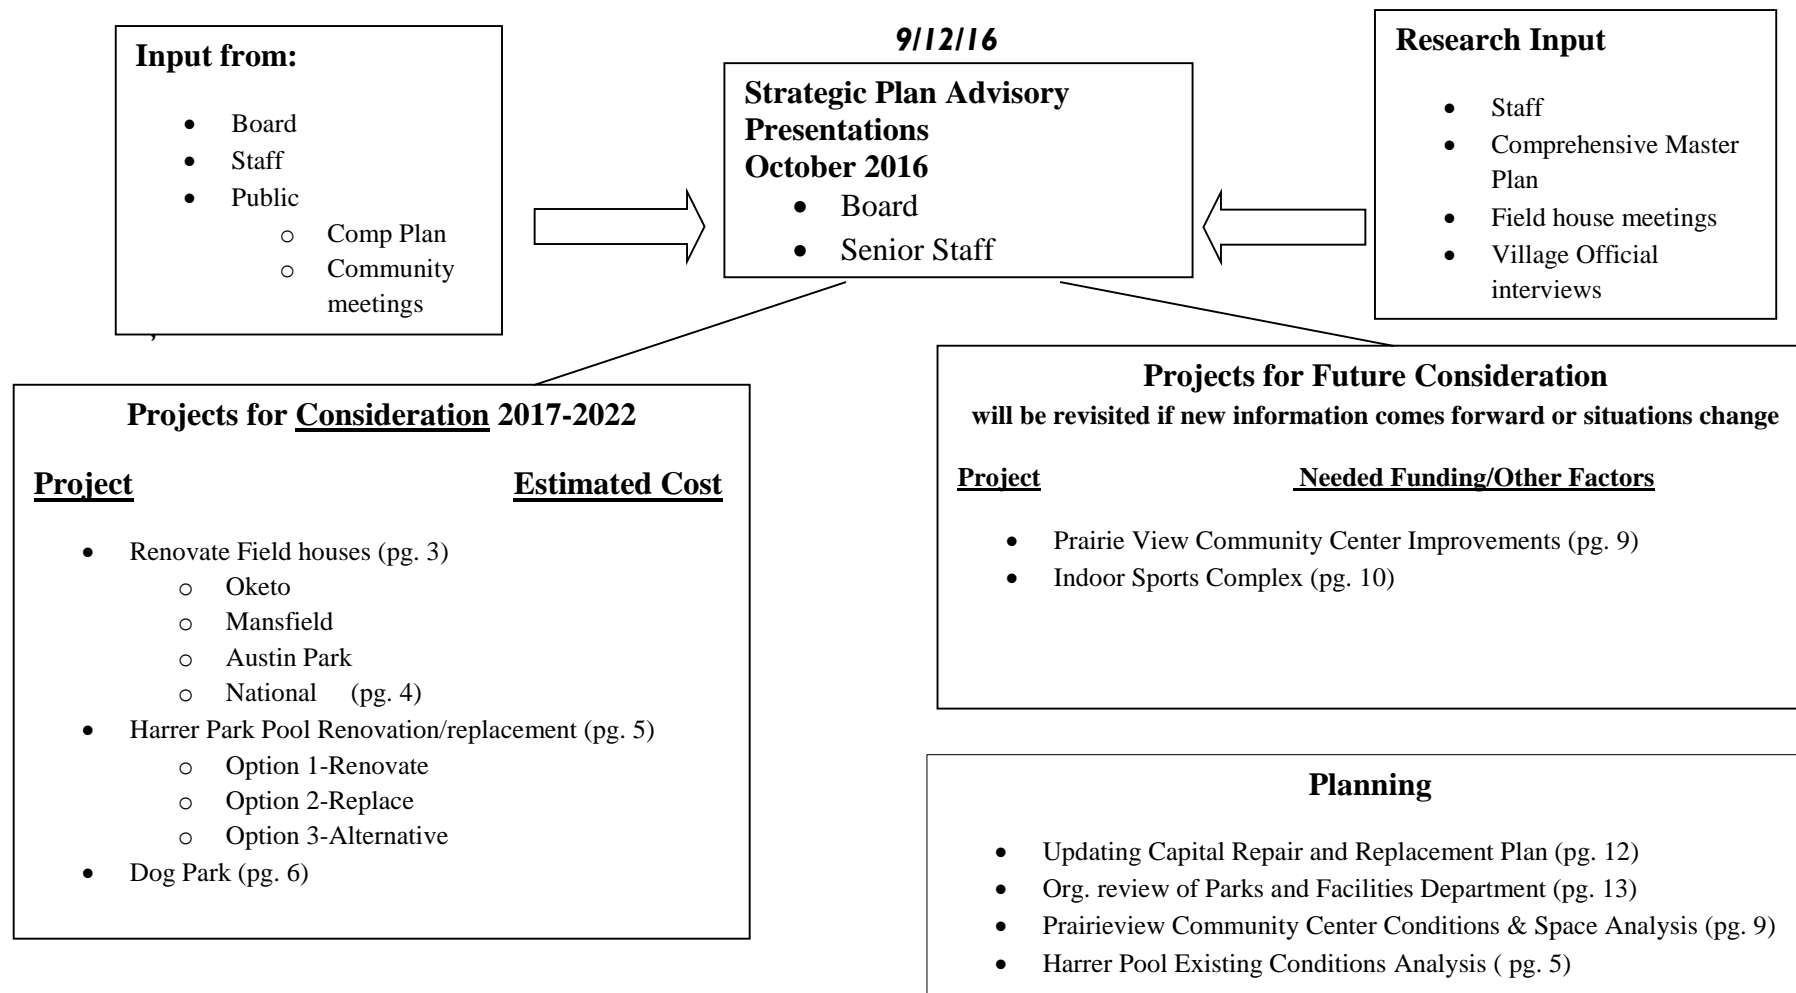 9/12/16
Input from:
• Board
• Staff
• Public
o Comp Plan
o Community
meetings
Strategic Plan Advisory
Presentations
October 2016
• Board
• Senior Staff
Research Input
• Staff
• Comprehensive Master
Plan
• Field house meetings
• Village Official
interviews
Projects for Consideration 2017-2022
Project Estimated Cost
• Renovate Field houses (pg. 3)
o Oketo
o Mansfield
o Austin Park
o National (pg. 4)
• Harrer Park Pool Renovation/replacement (pg. 5)
o Option 1-Renovate
o Option 2-Replace
o Option 3-Alternative
• Dog Park (pg. 6)
Projects for Future Consideration
will be revisited if new information comes forward or situations change
Project Needed Funding/Other Factors
• Prairie View Community Center Improvements (pg. 9)
• Indoor Sports Complex (pg. 10)
Planning
• Updating Capital Repair and Replacement Plan (pg. 12)
• Org. review of Parks and Facilities Department (pg. 13)
• Prairieview Community Center Conditions & Space Analysis (pg. 9)
• Harrer Pool Existing Conditions Analysis ( pg. 5)